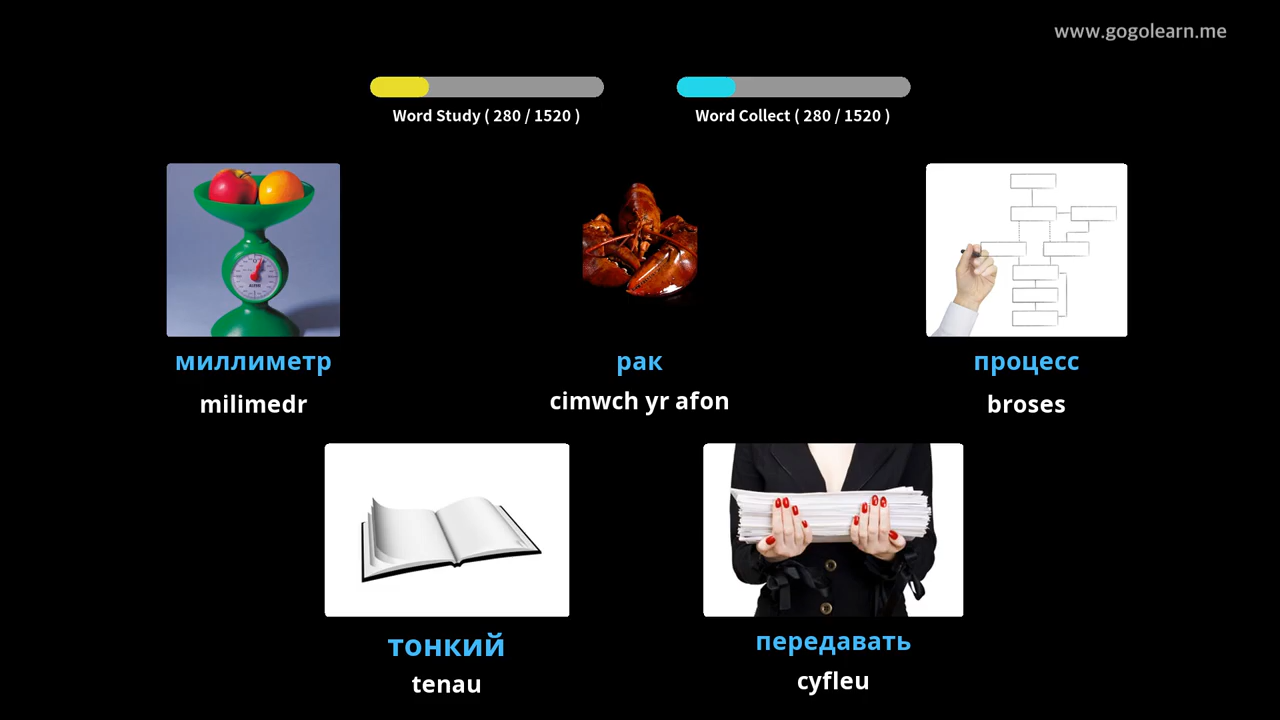 www.gogolearn.me
Word Study ( 280 / 1520 )
Word Collect ( 280 / 1520 )
миллиметр
milimedr
рак
cimwch yr afon
процесс
broses
тонкий
tenau
передавать
cyfleu